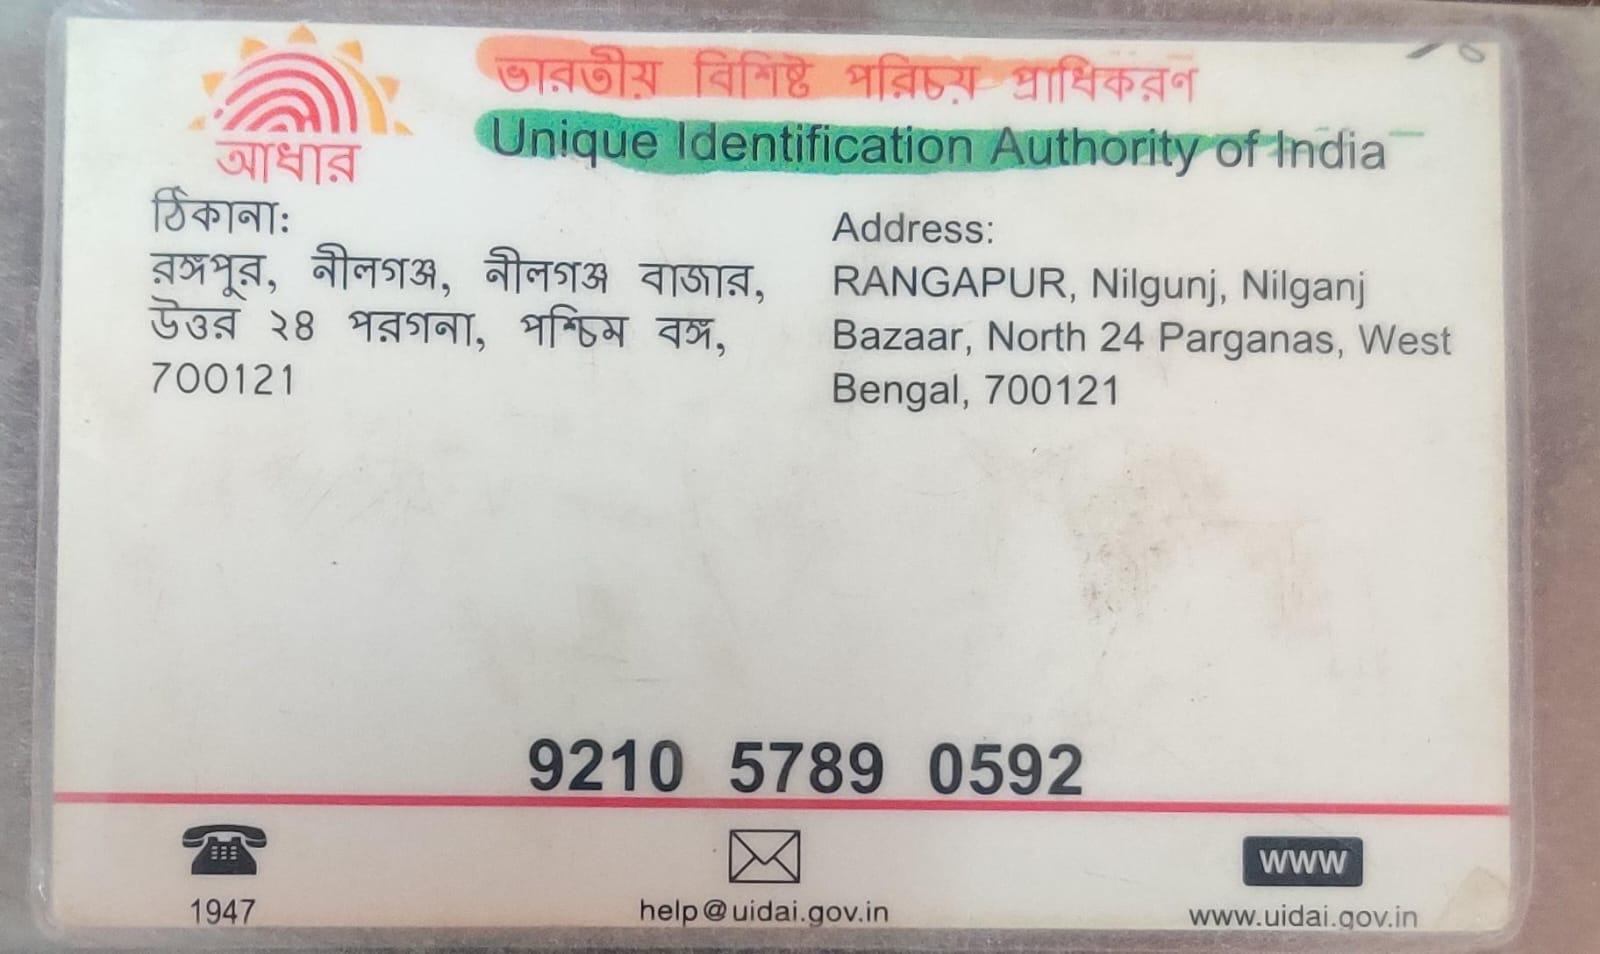 আধার
ভারতীয় বিশিষ্ট পরিচয় প্রাধিকরণ
Unique Identification Authority of India
ঠিকানা:
রঙ্গপুর, নীলগঞ্জ, নীলগঞ্জ বাজার,
উত্তর ২৪ পরগনা, পশ্চিম বঙ্গ,
700121
Address:
RANGAPUR, Nilgunj, Nilganj
Bazaar, North 24 Parganas, West
Bengal, 700121
9210 5789 0592
1947
help@uidai.gov.in
www
www.uidai.gov.in